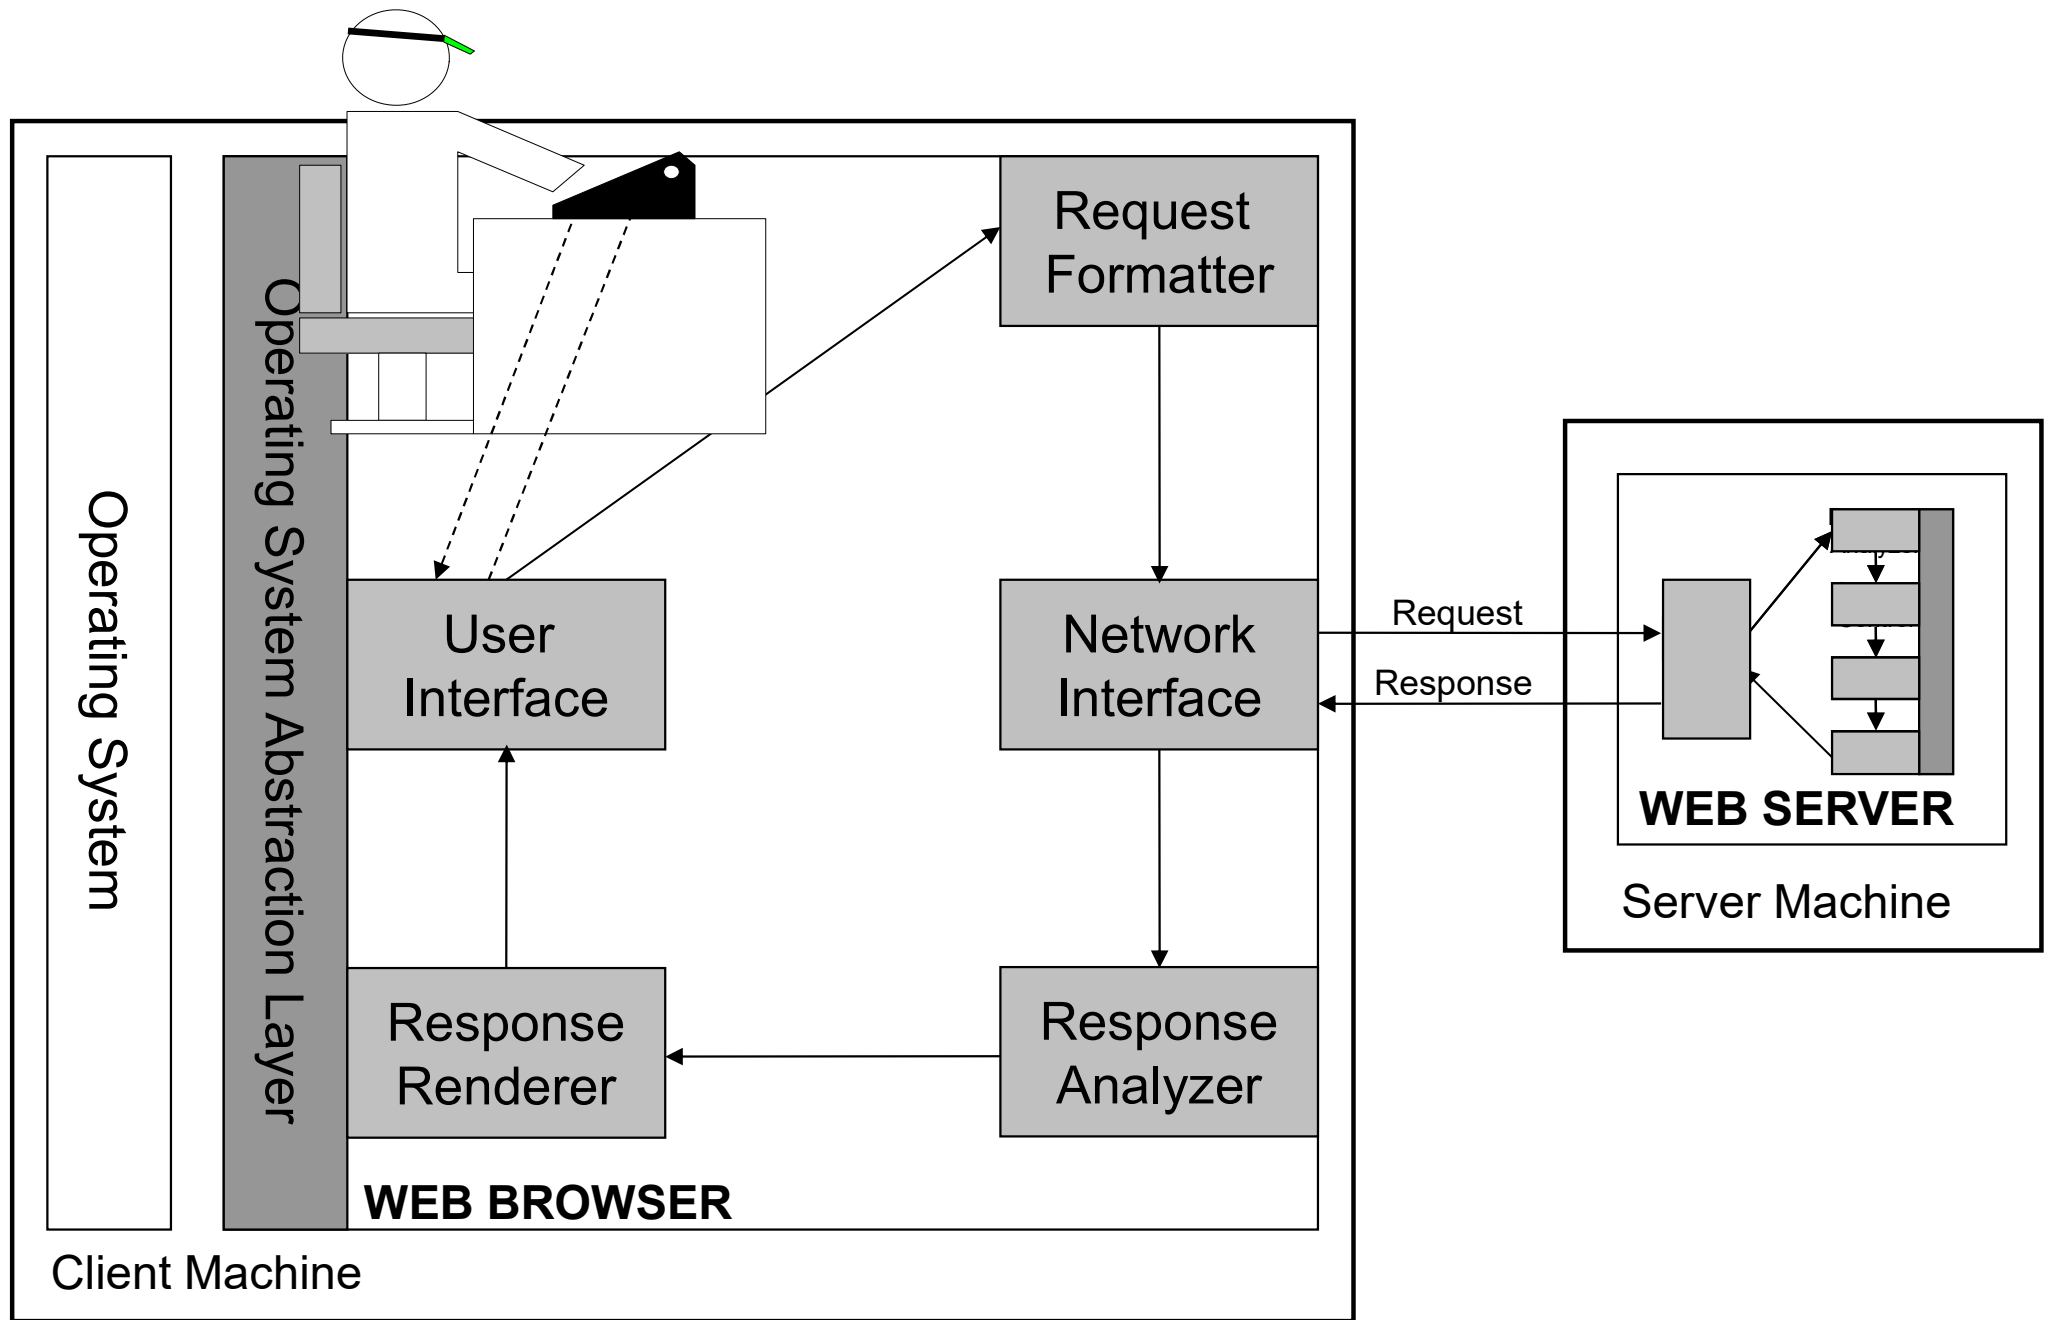 Request
Formatter
Operating System
Operating System Abstraction Layer
User
Interface
Network
Interface
Request
Response
WEB SERVER
Server Machine
Response
Renderer
Response
Analyzer
WEB BROWSER
Client Machine